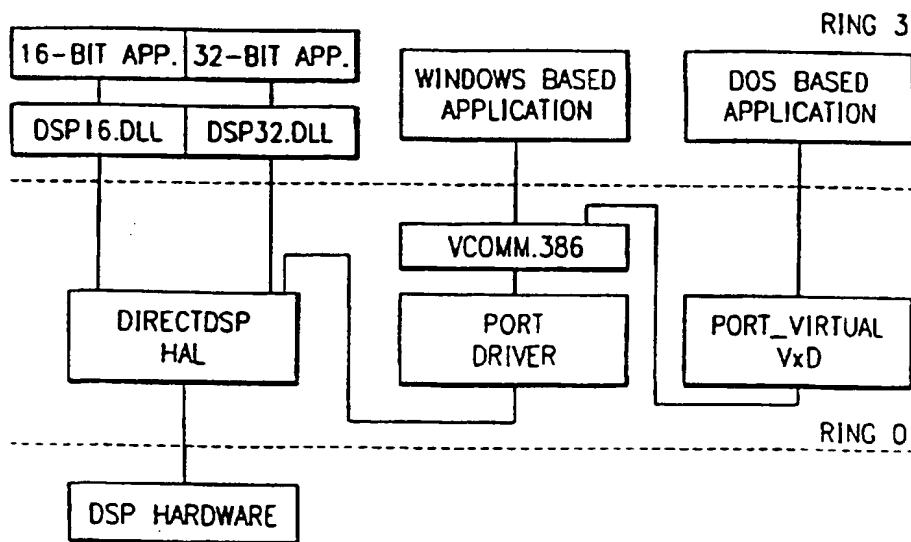 RING 3
16-BIT APP. 32-BIT APP.
WINDOWS BASED
APPLICATION
DOS BASED
APPLICATION
DSP16.DLL DSP32.DLL
VCOMM.386
DIRECTDSP
HAL
PORT
DRIVER
PORT_VIRTUAL
VxD
RING 0
DSP HARDWARE